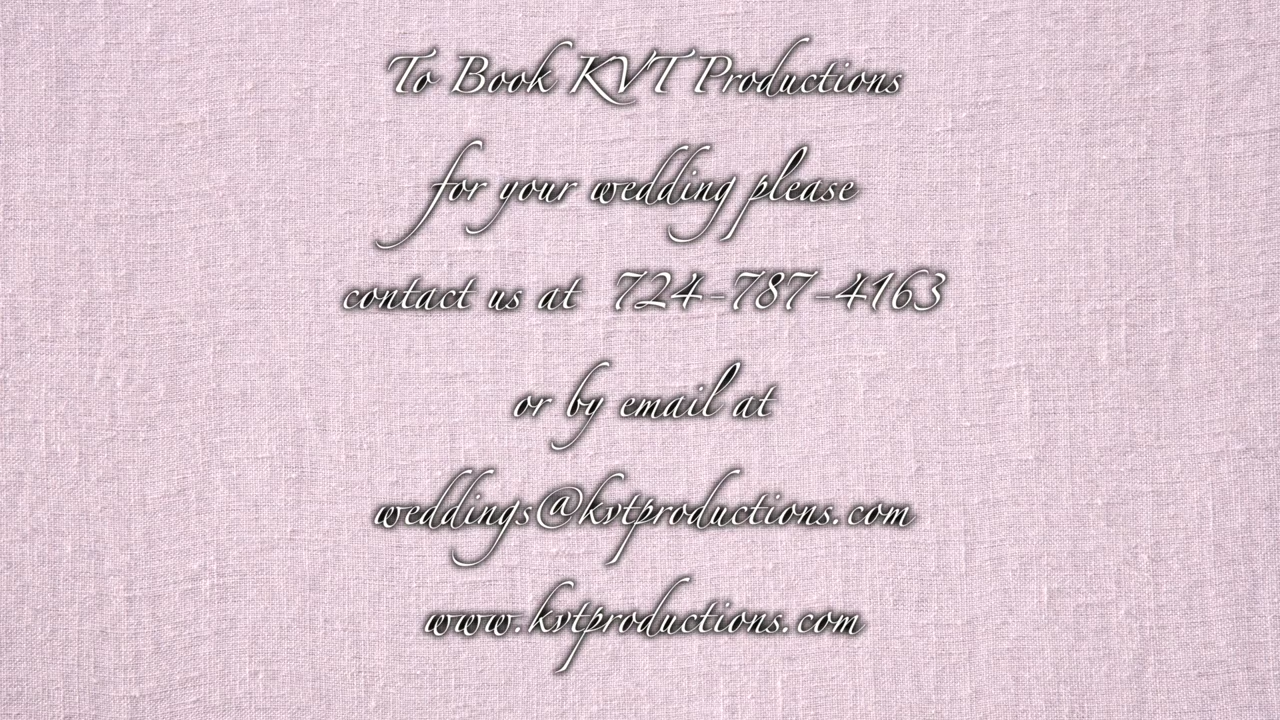 To Book KVT Productions
for your wedding please
contact us at 724-787-4163
or by email at
weddings@kvtproductions.com
www.kvtproductions.com